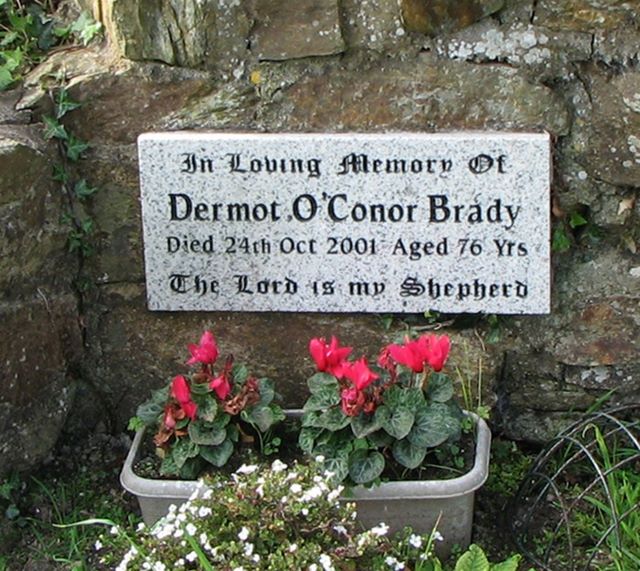 In Loving Memory Of
Dermot O'Conor Brady
Died 24th Oct 2001 Aged 76 Yrs
The Lord is my Shepherd